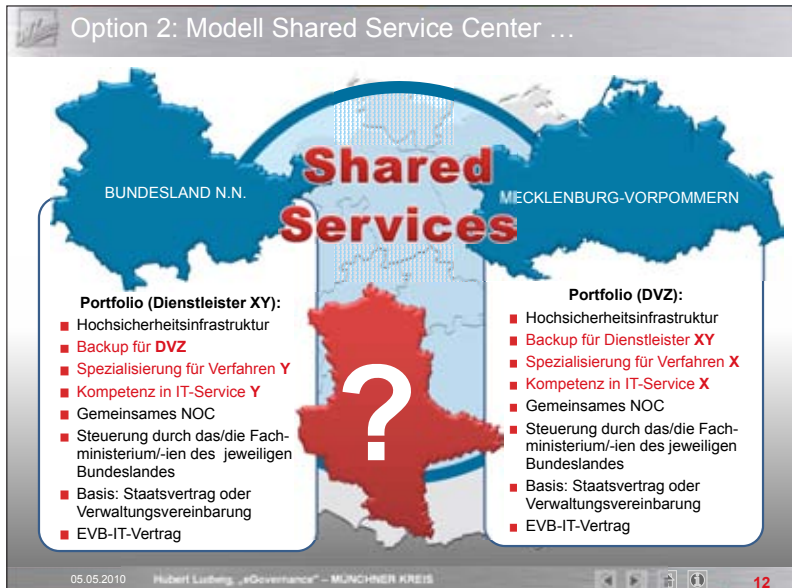 Option 2: Modell Shared Service Center …
Shared
Services
BUNDESLAND N.N.
MECKLENBURG-VORPOMMERN
?
Portfolio (Dienstleister XY):
Hochsicherheitsinfrastruktur
Backup für DVZ
Spezialisierung für Verfahren Y
Kompetenz in IT-Service Y
Gemeinsames NOC
Steuerung durch das/die Fach-
ministerium/-ien des jeweiligen
Bundeslandes
Basis: Staatsvertrag oder
Verwaltungsvereinbarung
EVB-IT-Vertrag
Portfolio (DVZ):
Hochsicherheitsinfrastruktur
Backup für Dienstleister XY
Spezialisierung für Verfahren X
Kompetenz in IT-Service X
Gemeinsames NOC
Steuerung durch das/die Fach-
ministerium/-ien des jeweiligen
Bundeslandes
Basis: Staatsvertrag oder
Verwaltungsvereinbarung
EVB-IT-Vertrag
05.05.2010 Hubert Ludwig, „eGovernance" – MÜNCHNER KREIS 12